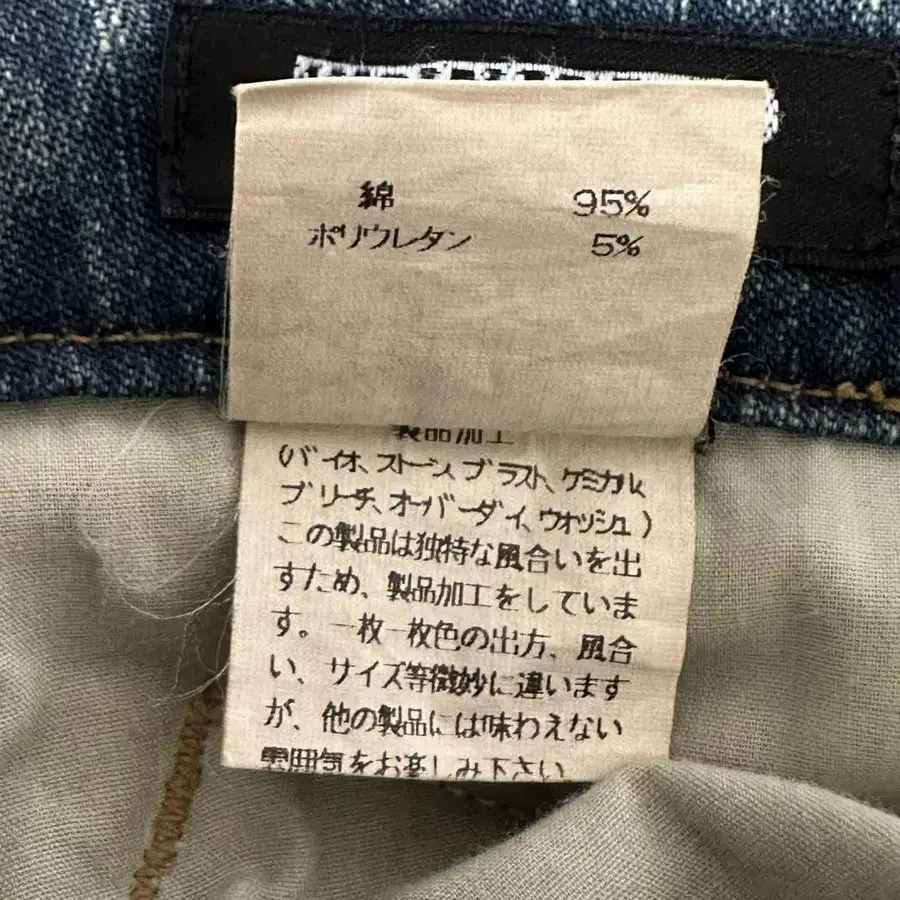 綿 95%
ポリウレタン 5%
製品加工
(バイオ、ストーン、ブラスト、ケミカル、
ブリーチ、オーバーダイ、ウォッシュ)
この製品は独特な風合いを出
すため、製品加工をしていま
す。一枚一枚色の出方、風合
い、サイズ等微妙に違います
が、他の製品には味わえない
雰囲気をお楽しみ下さい